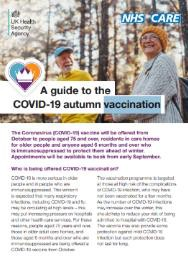 UK Health
Security
Agency
NHS
CARE
A guide to the
COVID-19 autumn vaccination
The Coronavirus (COVID-19) vaccine will be offered from
October to people aged 75 and over, residents in care homes
for older people and anyone aged 6 months and over who
is immunosuppressed to protect them ahead of winter.
Appointments will be available to book from early September.
Who is being offered COVID-19 vaccination?
COVID-19 is more serious in older
people and in people who are
immunosuppressed. This
is expected that many respiratory
infections, including COVID-19 and flu,
may be circulating at high levels – this
may put increasing pressure on hospitals
and other health care services. For these
reasons, people aged 75 years and over,
those in older adult care homes, and
those aged 6 months and over who are
immunosuppressed are being offered a
COVID-19 vaccine from October.
The vaccination programme is targeted
at those at high risk of the complications
of COVID-19 infection, who may have
not been vaccinated for a few months.
As the number of COVID-19 infections
may increase over the winter, this
should help to reduce your risk of being
admitted to hospital with COVID-19.
The vaccine may also provide some
protection against mild COVID-19
infection but such protection does
not last for long.